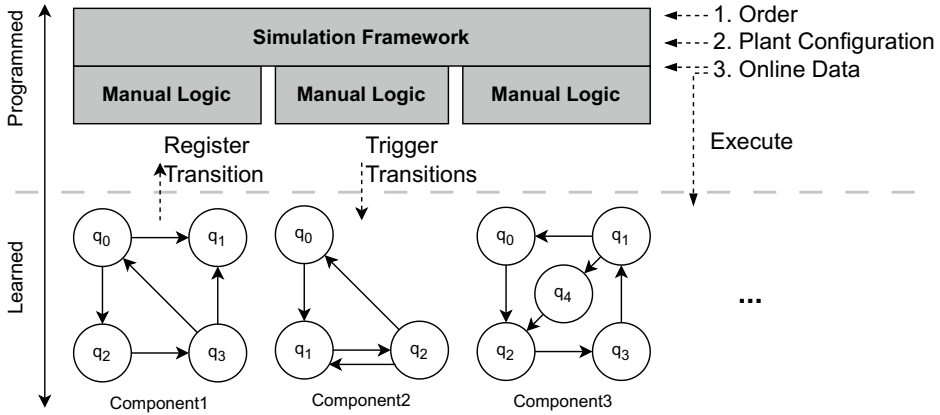 Programmed
Learned
Simulation Framework
Manual Logic
Manual Logic
Manual Logic
1. Order
2. Plant Configuration
3. Online Data
Register
Transition
Trigger
Transitions
Execute
q0
q1
q2
q3
Component1
q0
q1
q2
Component2
q0
q1
q4
q2
q3
Component3
...